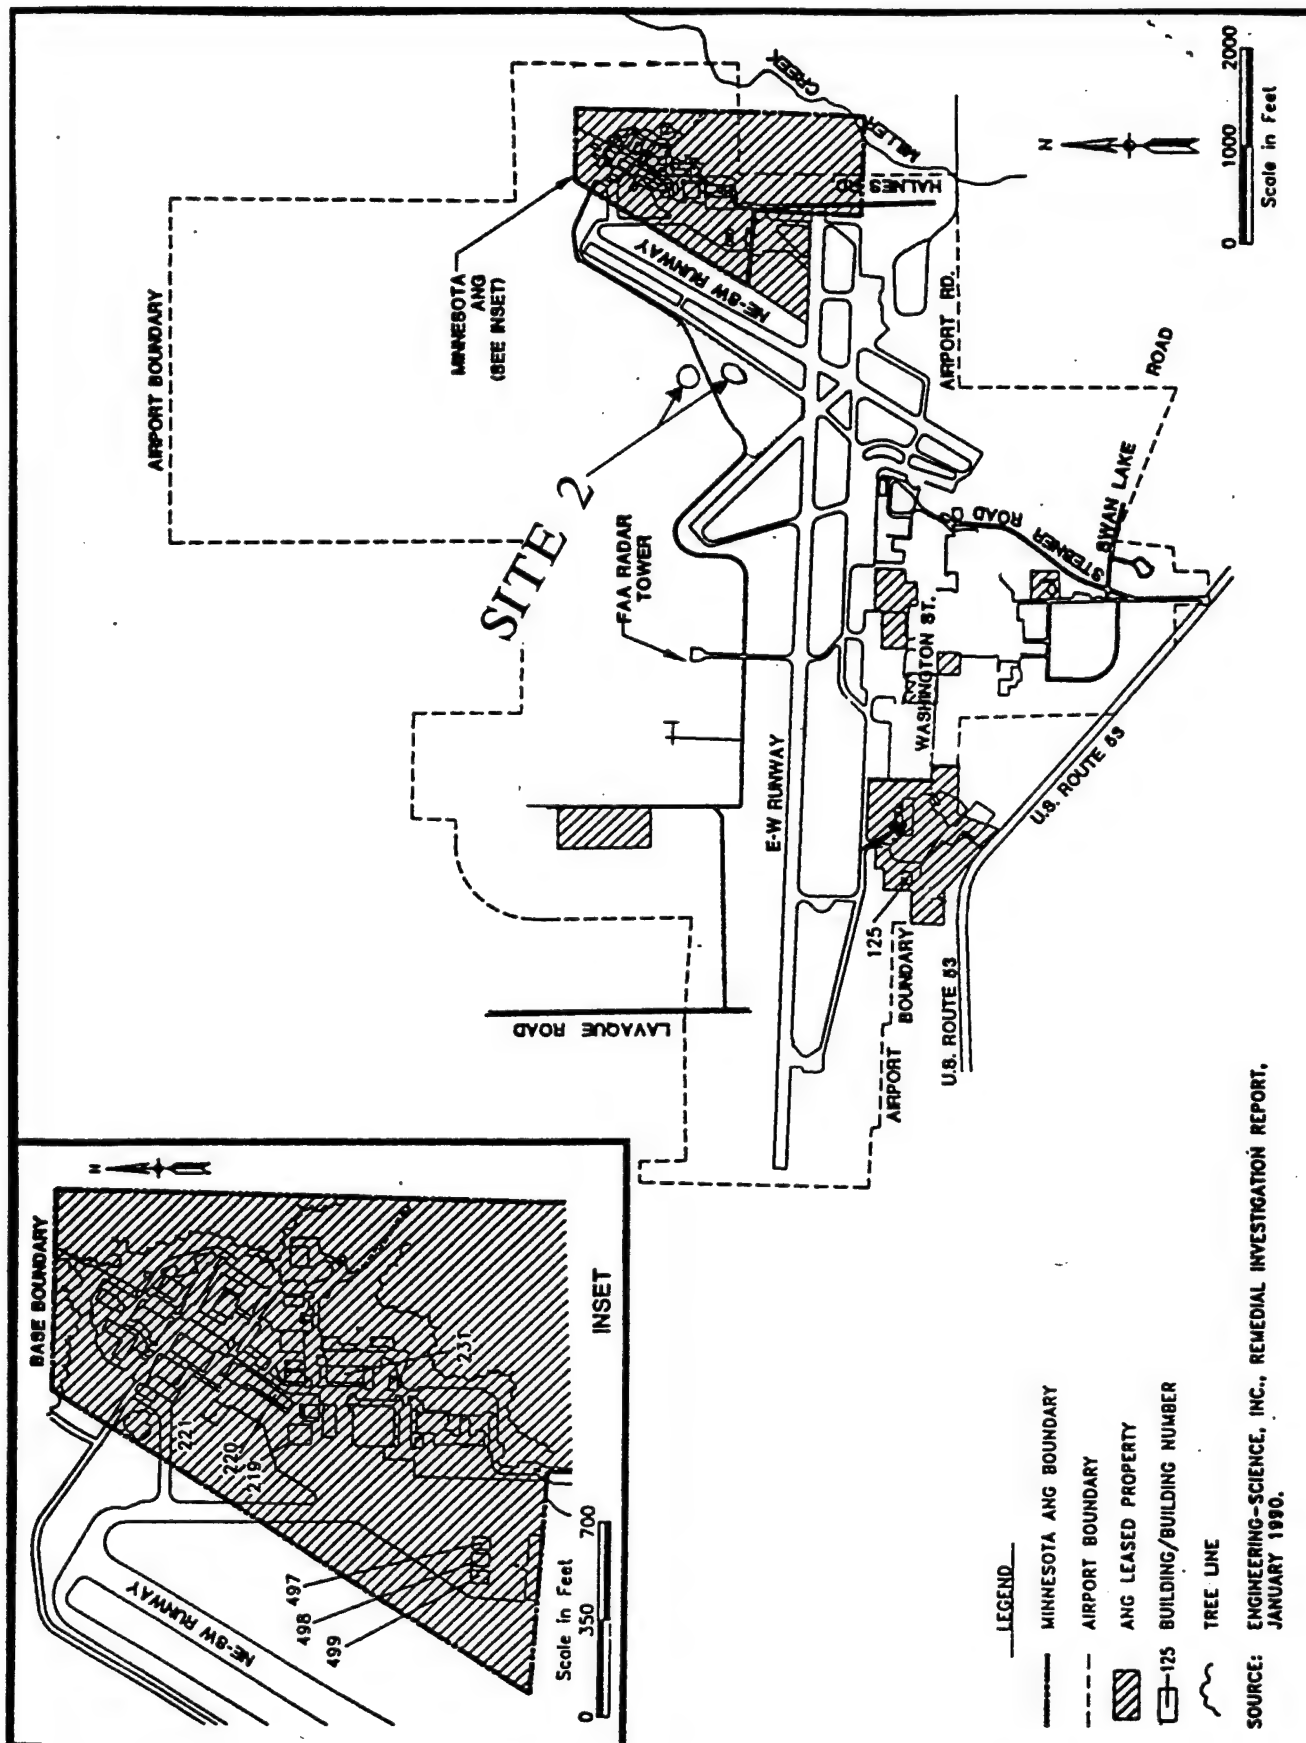 AIRPORT BOUNDARY
MINNESOTA
ANG
(SEE INSET)
MILLER CREEK
HALNES RD.
NE-SW RUNWAY
SITE 2
FAA RADAR
TOWER
AIRPORT RD.
ROAD
SWAN LAKE
STEBNER ROAD
WASHINGTON ST.
E-W RUNWAY
U.S. ROUTE 53
125
AIRPORT
BOUNDARY
U.S. ROUTE 53
LAVAQUE ROAD
N
0 1000 2000
Scale in Feet
BASE BOUNDARY
N
NE-SW RUNWAY
221
220
219
231
497
498
499
Scale in Feet
0 350 700
INSET
LEGEND
MINNESOTA ANG BOUNDARY
AIRPORT BOUNDARY
ANG LEASED PROPERTY
125 BUILDING/BUILDING NUMBER
TREE LINE
SOURCE: ENGINEERING-SCIENCE, INC., REMEDIAL INVESTIGATION REPORT,
JANUARY 1990.